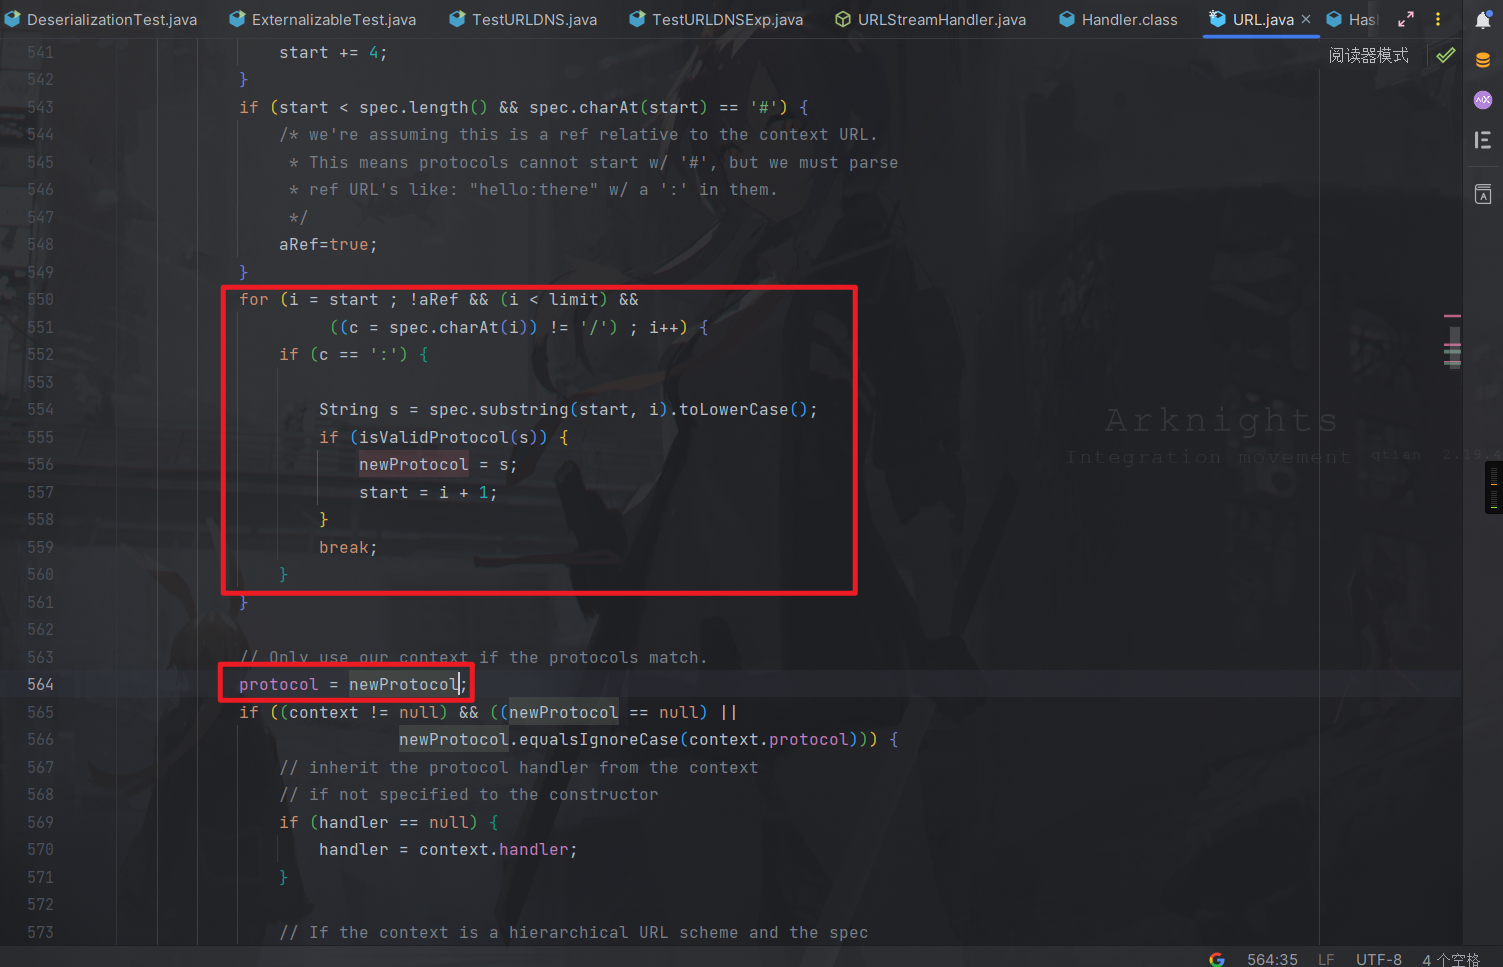 DeserializationTest.java ExternalizableTest.java TestURLDNS.java TestURLDNSExp.java URLStreamHandler.java Handler.class URL.java Has
阅读器模式
541 start += 4;
542 }
543 if (start < spec.length() && spec.charAt(start) == '#') {
544 /* we're assuming this is a ref relative to the context URL.
545 * This means protocols cannot start w/ '#', but we must parse
546 * ref URL's like: "hello:there" w/ a ':' in them.
547 */
548 aRef=true;
549 }
550 for (i = start ; !aRef && (i < limit) &&
551 ((c = spec.charAt(i)) != '/') ; i++) {
552 if (c == ':') {
553
554 String s = spec.substring(start, i).toLowerCase();
555 if (isValidProtocol(s)) {
556 newProtocol = s;
557 start = i + 1;
558 }
559 break;
560 }
561 }
562
563 // Only use our context if the protocols match.
564 protocol = newProtocol;
565 if ((context != null) && ((newProtocol == null) ||
566 newProtocol.equalsIgnoreCase(context.protocol))) {
567 // inherit the protocol handler from the context
568 // if not specified to the constructor
569 if (handler == null) {
570 handler = context.handler;
571 }
572
573 // If the context is a hierarchical URL scheme and the spec
Arknights
Integration movement qtian 2.19.4
564:35 LF UTF-8 4 个空格